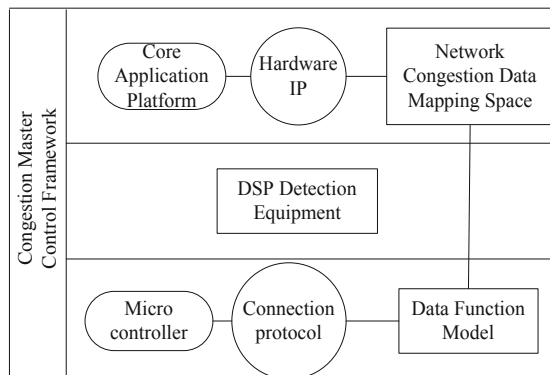 Congestion Master
Control Framework
Core
Application
Platform
Hardware
IP
Network
Congestion Data
Mapping Space
DSP Detection
Equipment
Micro
controller
Connection
protocol
Data Function
Model